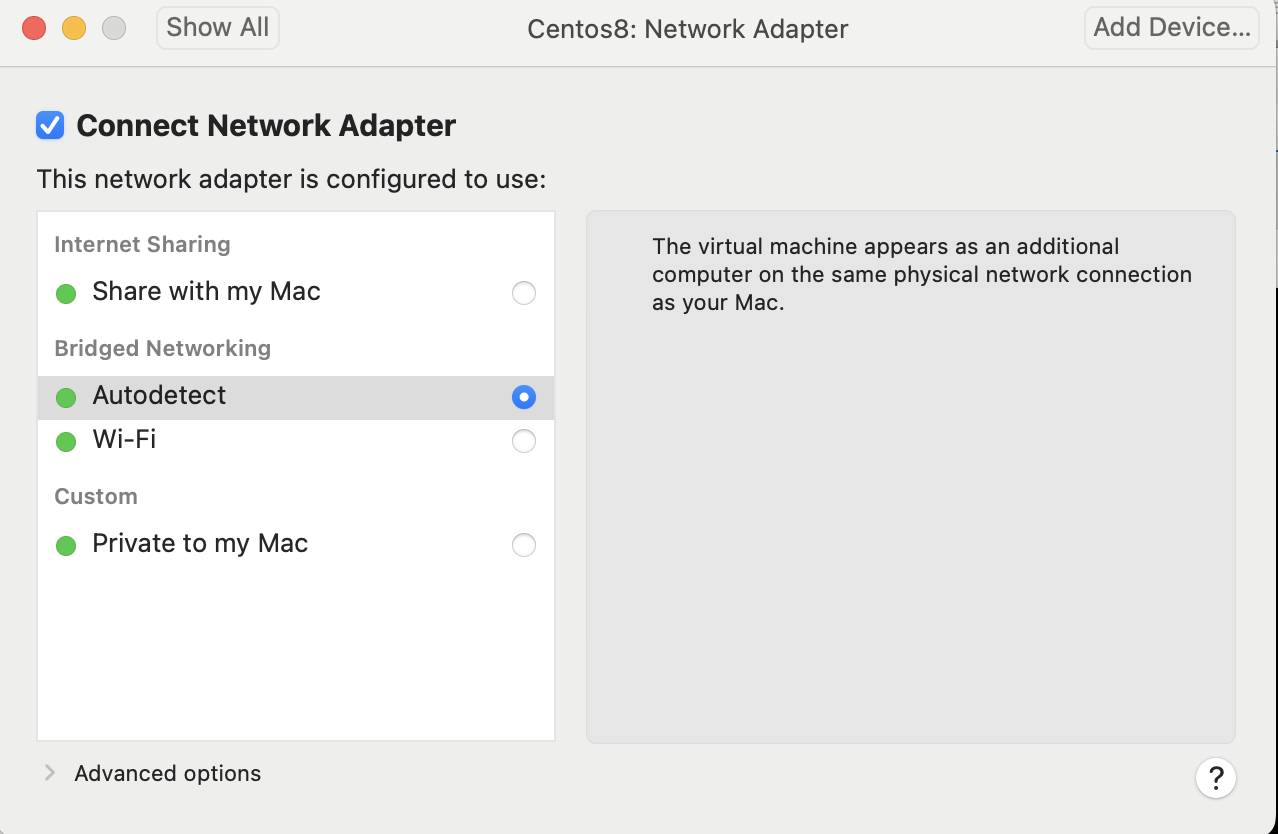 Show All
Centos8: Network Adapter
Add Device...
Connect Network Adapter
This network adapter is configured to use:
Internet Sharing
Share with my Mac
Bridged Networking
Autodetect
Wi-Fi
Custom
Private to my Mac
The virtual machine appears as an additional
computer on the same physical network connection
as your Mac.
Advanced options
?